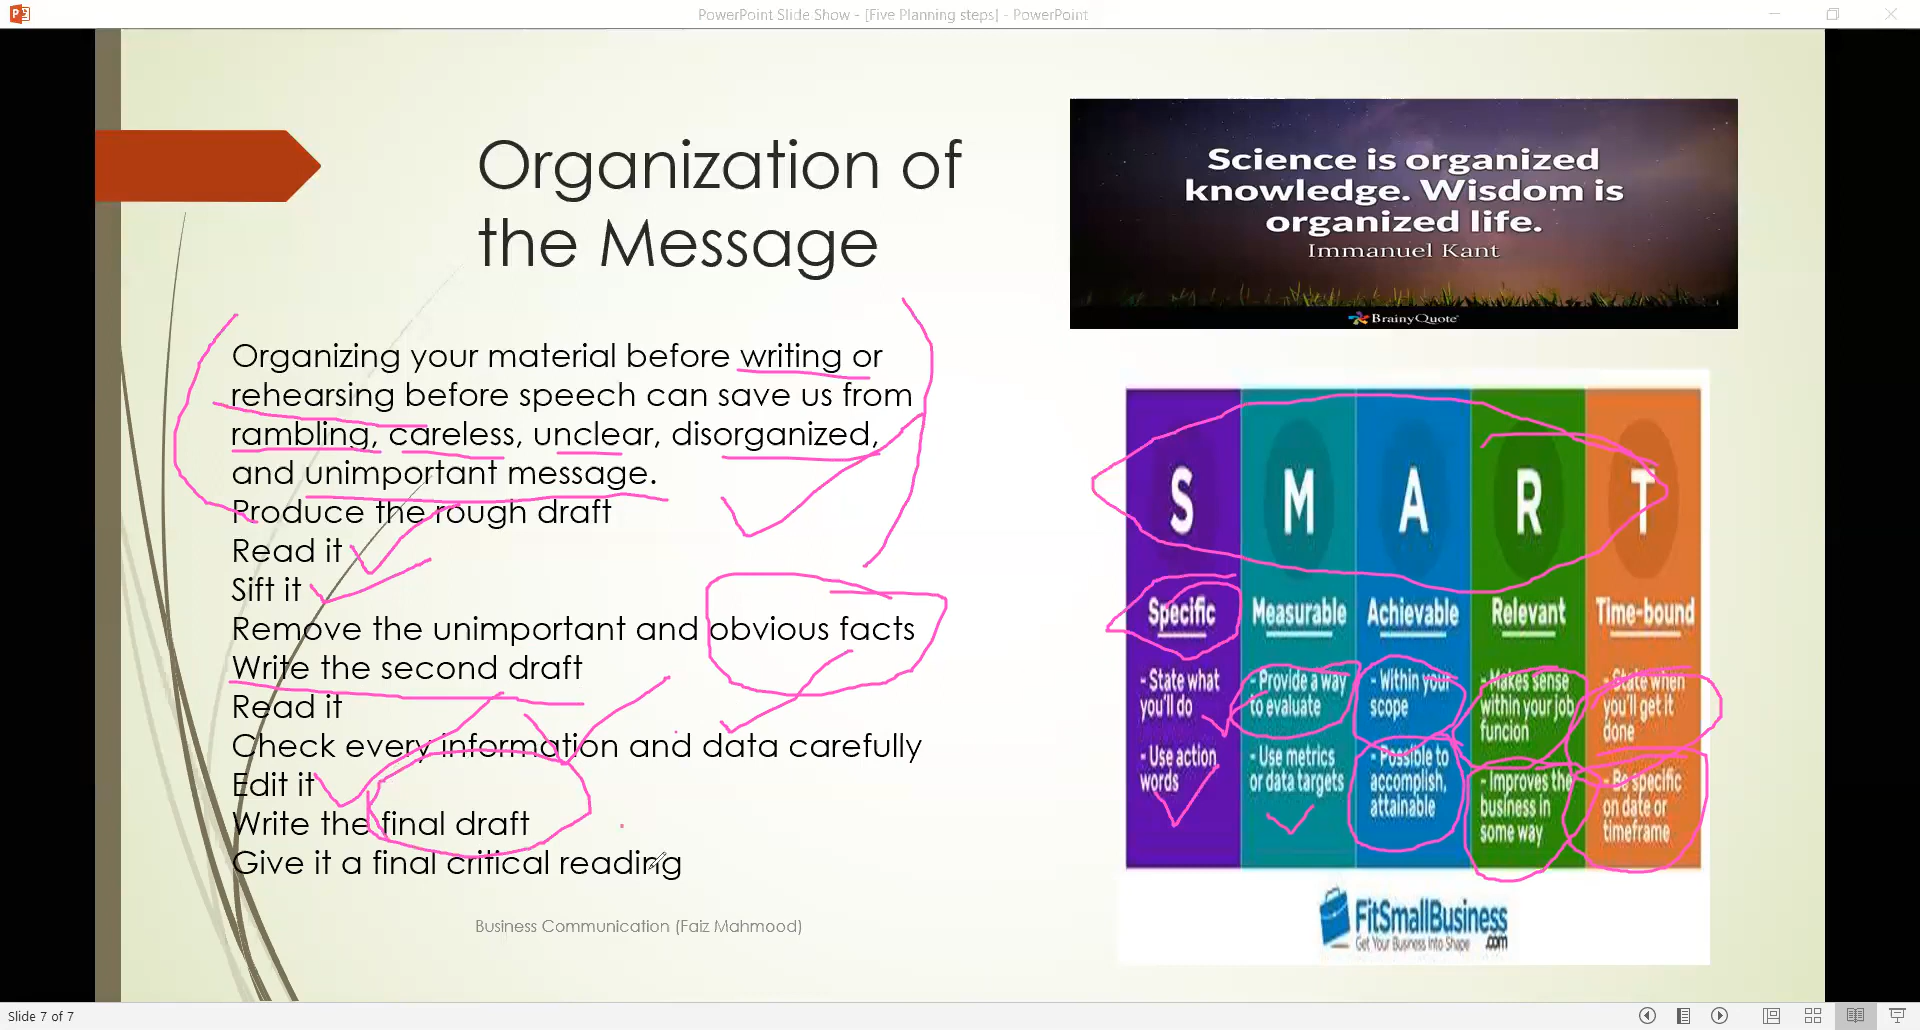 PowerPoint Slide Show - [Five Planning steps] - PowerPoint
Organization of
the Message
Organizing your material before writing or
rehearsing before speech can save us from
rambling, careless, unclear, disorganized,
and unimportant message.
Produce the rough draft
Read it
Sift it
Remove the unimportant and obvious facts
Write the second draft
Read it
Check every information and data carefully
Edit it
Write the final draft
Give it a final critical reading
Business Communication (Faiz Mahmood)
Science is organized
knowledge. Wisdom is
organized life.
Immanuel Kant
BrainyQuote
S M A R T
Specific
- State what
you'll do
- Use action
words
Measurable
- Provide a way
to evaluate
- Use metrics
or data targets
Achievable
- Within your
scope
- Possible to
accomplish,
attainable
Relevant
- Makes sense
within your job
funcion
- Improves the
business in
some way
Time-bound
- State when
you'll get it
done
- Be specific
on date or
timeframe
FitSmallBusiness
.com
Get Your Business Into Shape
Slide 7 of 7